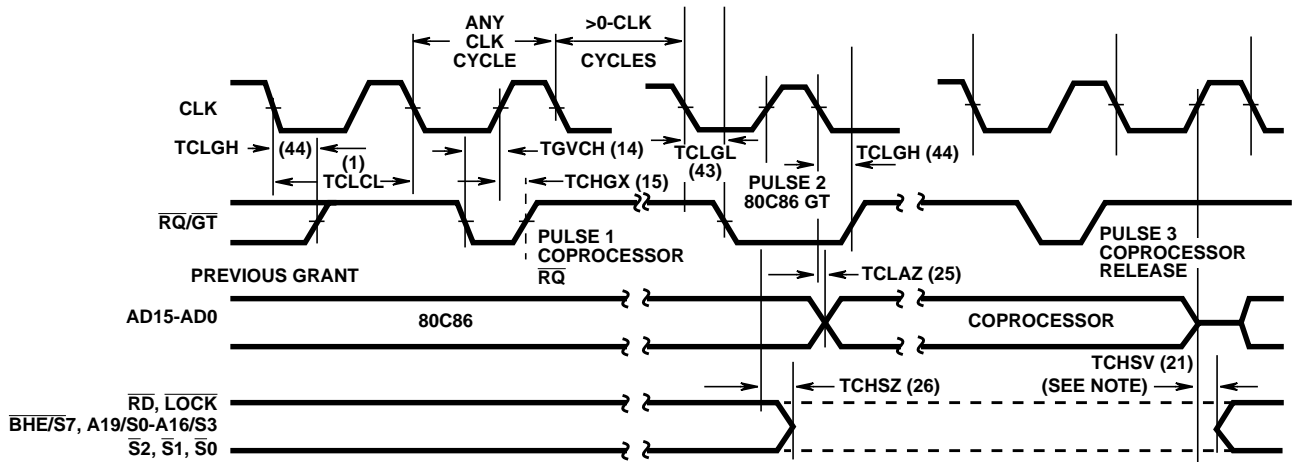 ANY
CLK
CYCLE
>0-CLK
CYCLES
CLK
TCLGH
(44)
(1)
TCLCL
TGVCH (14)
TCHGX (15)
TCLGL
(43)
PULSE 2
80C86 GT
TCLGH (44)
RQ/GT
PULSE 1
COPROCESSOR
RQ
PULSE 3
COPROCESSOR
RELEASE
PREVIOUS GRANT
TCLAZ (25)
AD15-AD0
80C86
COPROCESSOR
TCHSV (21)
(SEE NOTE)
TCHSZ (26)
RD, LOCK
BHE/S7, A19/S0-A16/S3
S2, S1, S0